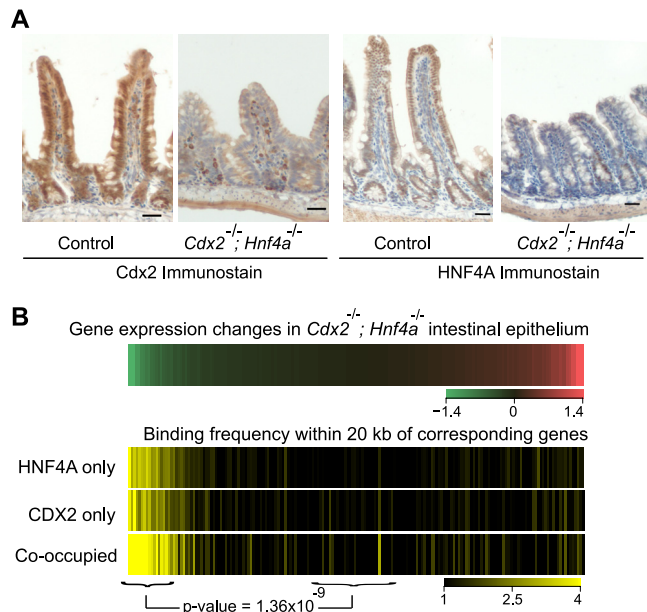 A
Control
Cdx2-/-; Hnf4a-/-
Control
Cdx2-/-; Hnf4a-/-
Cdx2 Immunostain
HNF4A Immunostain
B
Gene expression changes in Cdx2-/-; Hnf4a-/- intestinal epithelium
−1.4 0 1.4
Binding frequency within 20 kb of corresponding genes
HNF4A only
CDX2 only
Co-occupied
1 2.5 4
p-value = 1.36x10-9